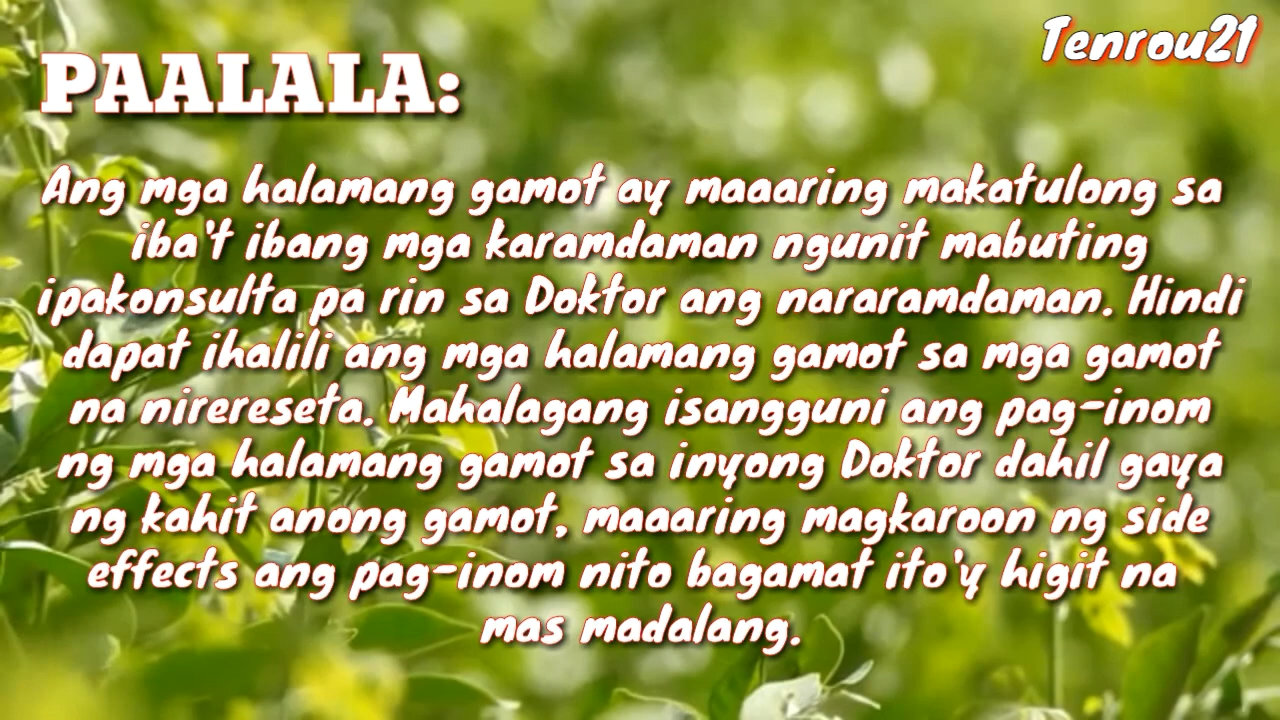 Tenrou21
PAALALA:
Ang mga halamang gamot ay maaaring makatulong sa
iba't ibang mga karamdaman ngunit mabuting
ipakonsulta pa rin sa Doktor ang nararamdaman. Hindi
dapat ihalili ang mga halamang gamot sa mga gamot
na nirereseta. Mahalagang isangguni ang pag-inom
ng mga halamang gamot sa inyong Doktor dahil gaya
ng kahit anong gamot, maaaring magkaroon ng side
effects ang pag-inom nito bagamat ito'y higit na
mas madalang.